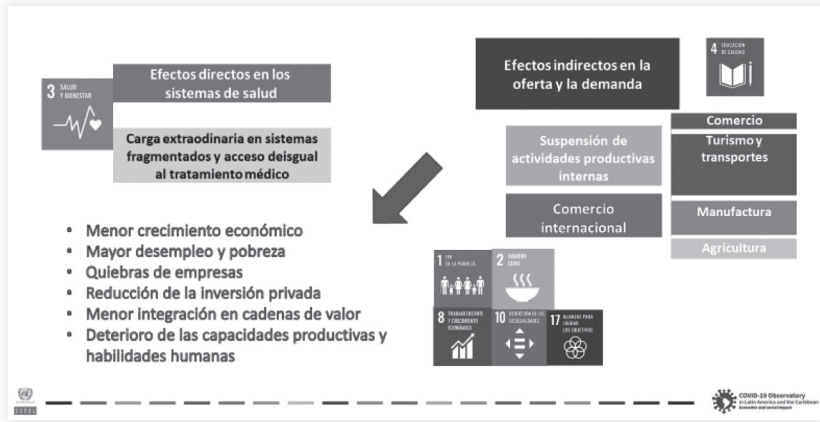 3 SALUD
Y BIENESTAR
Efectos directos en los
sistemas de salud
Carga extraodinaria en sistemas
fragmentados y acceso deisgual
al tratamiento médico
Efectos indirectos en la
oferta y la demanda
4 EDUCACIÓN
DE CALIDAD
Suspensión de
actividades productivas
internas
Comercio
internacional
Comercio
Turismo y
transportes
Manufactura
Agricultura
• Menor crecimiento económico
• Mayor desempleo y pobreza
• Quiebras de empresas
• Reducción de la inversión privada
• Menor integración en cadenas de valor
• Deterioro de las capacidades productivas y
habilidades humanas
1 FIN
DE LA POBREZA
2 HAMBRE
CERO
8 TRABAJO DECENTE
Y CRECIMIENTO
ECONÓMICO
10 REDUCCIÓN DE LAS
DESIGUALDADES
17 ALIANZAS PARA
LOGRAR
LOS OBJETIVOS
CEPAL
COVID-19 Observatory
in Latin America and the Caribbean
Economic and social impact